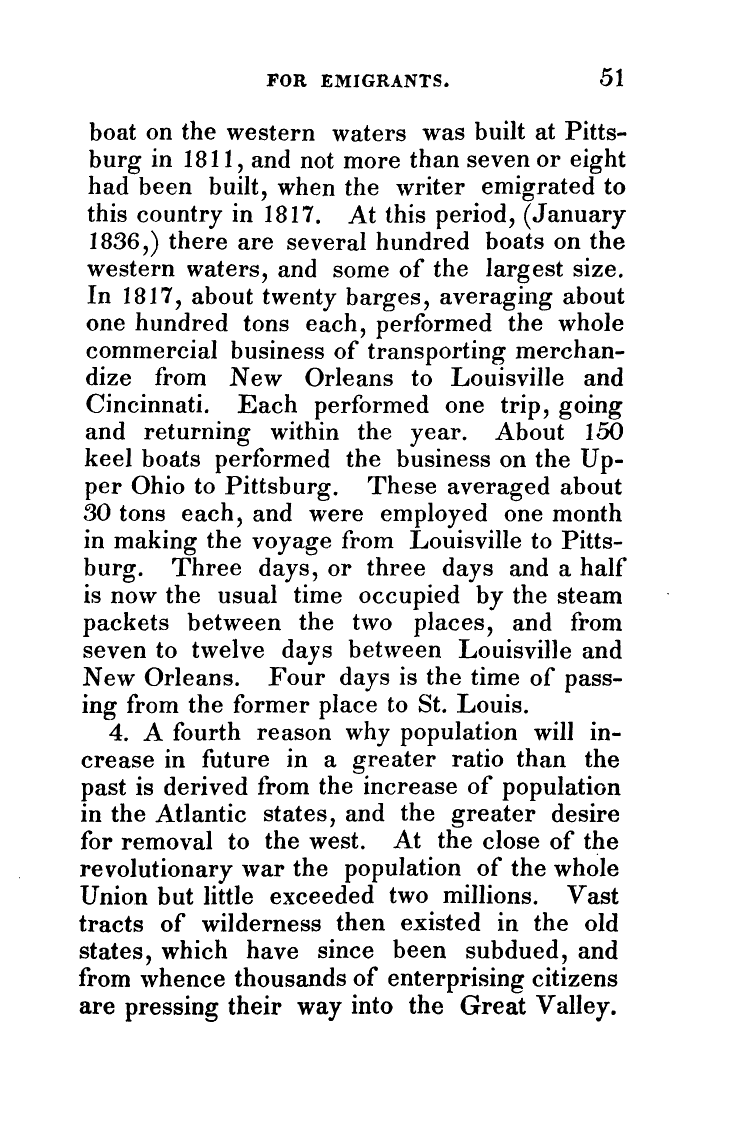 FOR EMIGRANTS. 51
boat on the western waters was built at Pitts-
burg in 1811, and not more than seven or eight
had been built, when the writer emigrated to
this country in 1817. At this period, (January
1836,) there are several hundred boats on the
western waters, and some of the largest size.
In 1817, about twenty barges, averaging about
one hundred tons each, performed the whole
commercial business of transporting merchan-
dize from New Orleans to Louisville and
Cincinnati. Each performed one trip, going
and returning within the year. About 150
keel boats performed the business on the Up-
per Ohio to Pittsburg. These averaged about
30 tons each, and were employed one month
in making the voyage from Louisville to Pitts-
burg. Three days, or three days and a half
is now the usual time occupied by the steam
packets between the two places, and from
seven to twelve days between Louisville and
New Orleans. Four days is the time of pass-
ing from the former place to St. Louis.
4. A fourth reason why population will in-
crease in future in a greater ratio than the
past is derived from the increase of population
in the Atlantic states, and the greater desire
for removal to the west. At the close of the
revolutionary war the population of the whole
Union but little exceeded two millions. Vast
tracts of wilderness then existed in the old
states, which have since been subdued, and
from whence thousands of enterprising citizens
are pressing their way into the Great Valley.